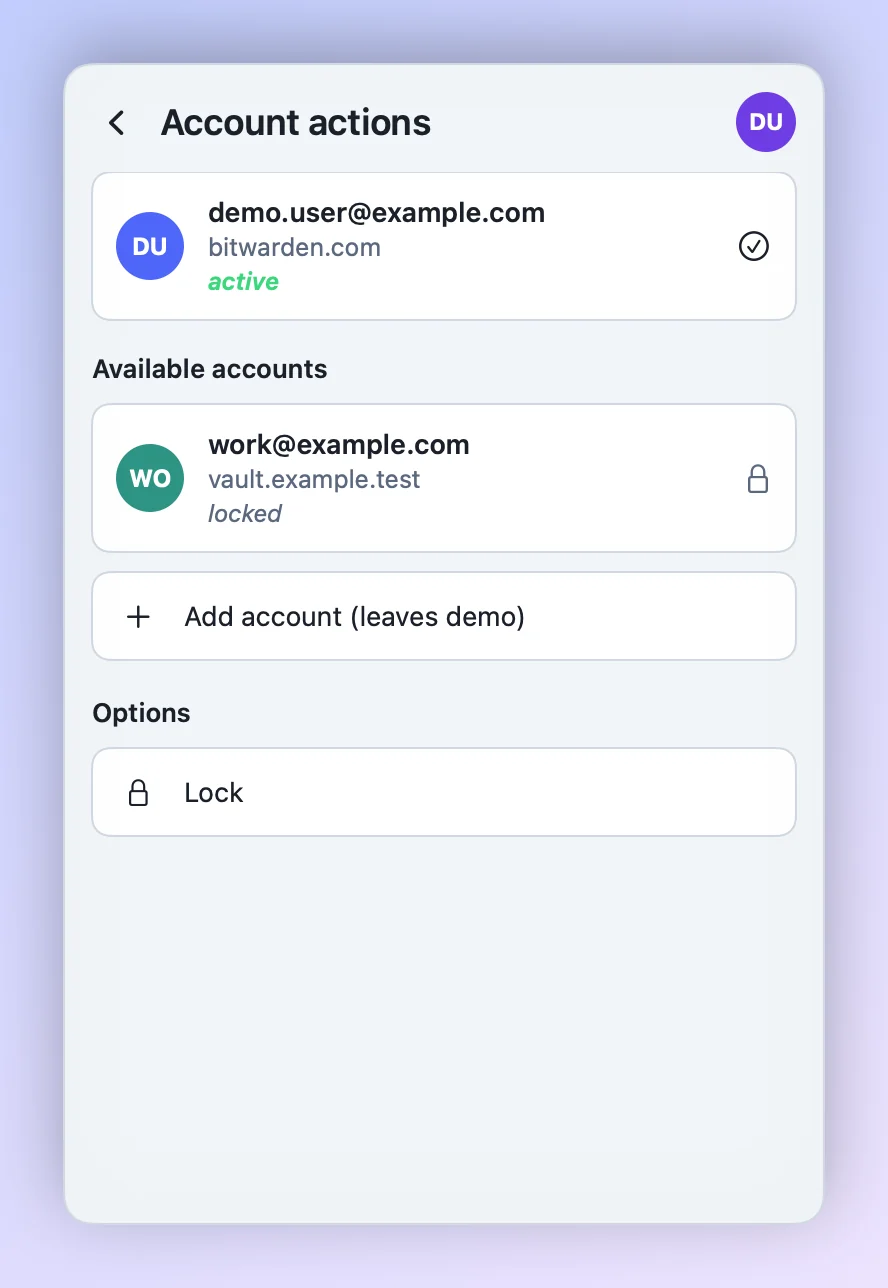 Account actions
DU
DU
demo.user@example.com
bitwarden.com
active
Available accounts
WO
work@example.com
vault.example.test
locked
Add account (leaves demo)
Options
Lock